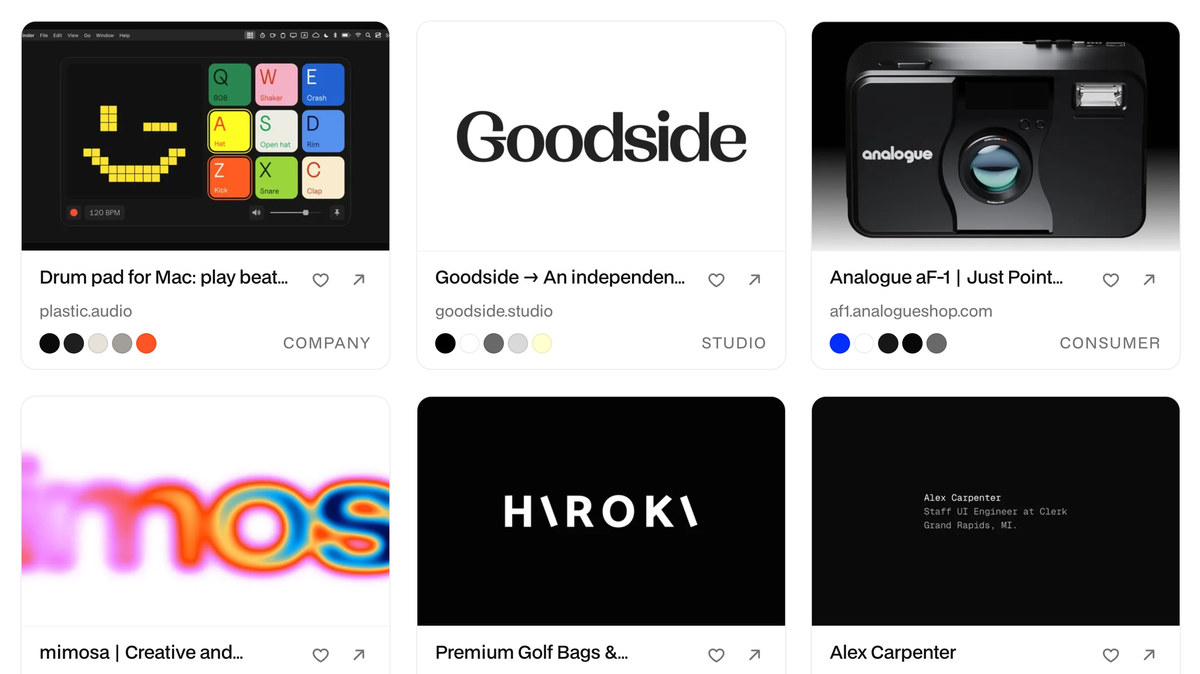 Finder File Edit View Go Window Help
Q W E
808 Shaker Crash
A S D
Hat Open hat Rim
Z X C
Kick Snare Clap
120 BPM
Drum pad for Mac: play beat...
plastic.audio
COMPANY
Goodside
Goodside → An independen...
goodside.studio
STUDIO
analogue
Analogue aF-1 | Just Point...
af1.analogueshop.com
CONSUMER
imos
mimosa | Creative and...
H\ROK\
Premium Golf Bags &...
Alex Carpenter
Staff UI Engineer at Clerk
Grand Rapids, MI.
Alex Carpenter